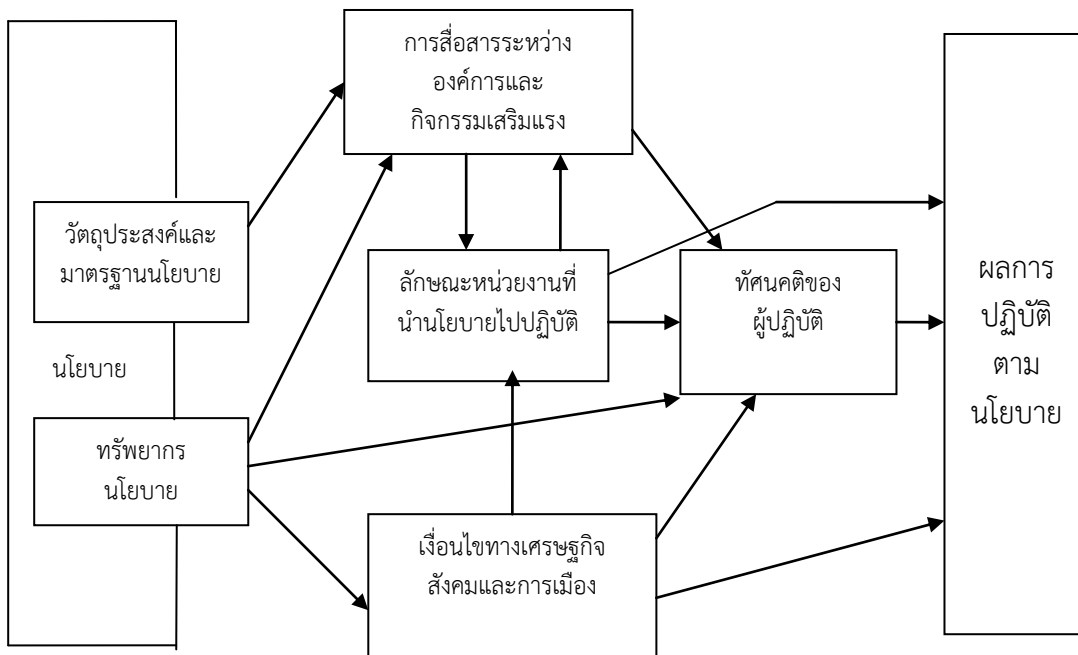 การสื่อสารระหว่าง
องค์การและ
กิจกรรมเสริมแรง
วัตถุประสงค์และ
มาตรฐานนโยบาย
นโยบาย
ทรัพยากร
นโยบาย
ลักษณะหน่วยงานที่
นำนโยบายไปปฏิบัติ
ทัศนคติของ
ผู้ปฏิบัติ
เงื่อนไขทางเศรษฐกิจ
สังคมและการเมือง
ผลการ
ปฏิบัติ
ตาม
นโยบาย